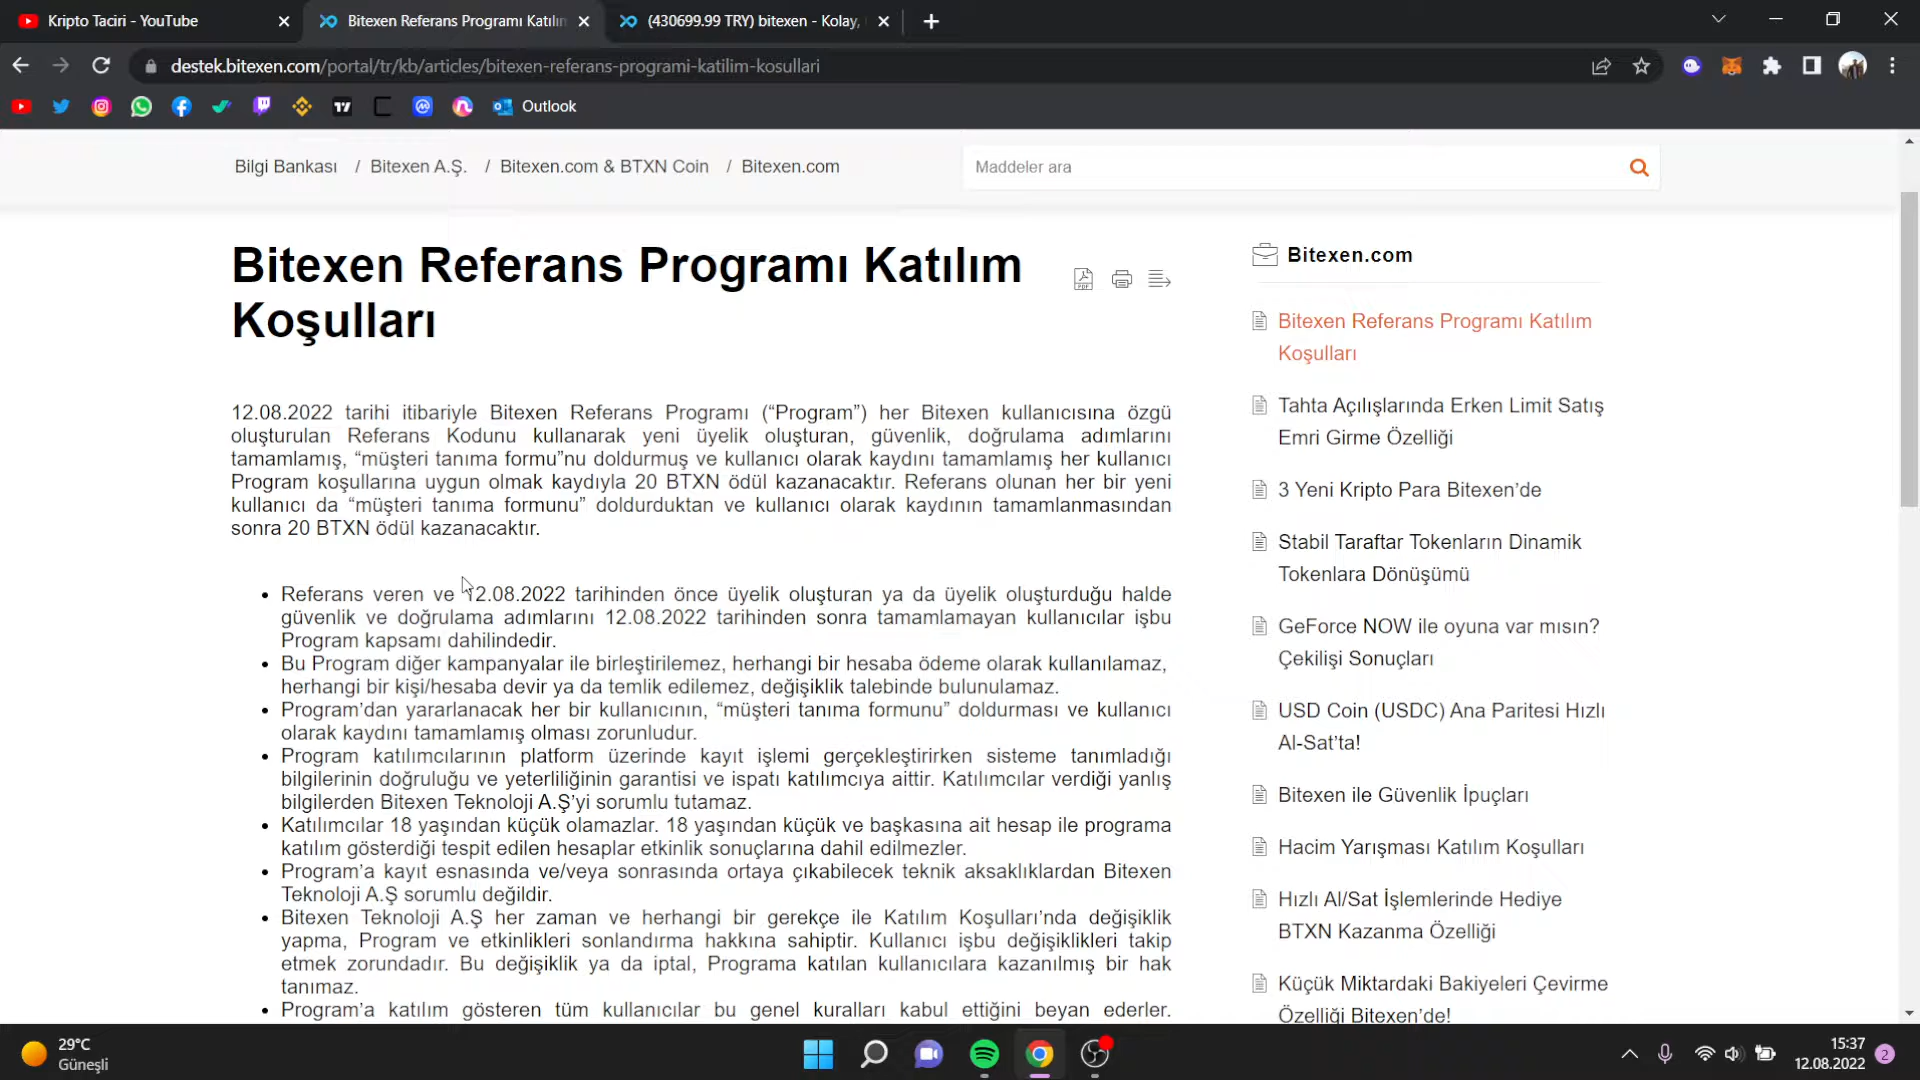 Kripto Taciri - YouTube
Bitexen Referans Programı Katılım
(430699.99 TRY) bitexen - Kolay,
destek.bitexen.com/portal/tr/kb/articles/bitexen-referans-programi-katilim-kosullari
Outlook
Bilgi Bankası / Bitexen A.Ş. / Bitexen.com & BTXN Coin / Bitexen.com
Maddeler ara
Bitexen Referans Programı Katılım
Koşulları
12.08.2022 tarihi itibariyle Bitexen Referans Programı (“Program”) her Bitexen kullanıcısına özgü
oluşturulan Referans Kodunu kullanarak yeni üyelik oluşturan, güvenlik, doğrulama adımlarını
tamamlamış, “müşteri tanıma formu”nu doldurmuş ve kullanıcı olarak kaydını tamamlamış her kullanıcı
Program koşullarına uygun olmak kaydıyla 20 BTXN ödül kazanacaktır. Referans olunan her bir yeni
kullanıcı da “müşteri tanıma formunu” doldurduktan ve kullanıcı olarak kaydının tamamlanmasından
sonra 20 BTXN ödül kazanacaktır.
Referans veren ve 12.08.2022 tarihinden önce üyelik oluşturan ya da üyelik oluşturduğu halde
güvenlik ve doğrulama adımlarını 12.08.2022 tarihinden sonra tamamlamayan kullanıcılar işbu
Program kapsamı dahilindedir.
Bu Program diğer kampanyalar ile birleştirilemez, herhangi bir hesaba ödeme olarak kullanılamaz,
herhangi bir kişi/hesaba devir ya da temlik edilemez, değişiklik talebinde bulunulamaz.
Program’dan yararlanacak her bir kullanıcının, “müşteri tanıma formunu” doldurması ve kullanıcı
olarak kaydını tamamlamış olması zorunludur.
Program katılımcılarının platform üzerinde kayıt işlemi gerçekleştirirken sisteme tanımladığı
bilgilerinin doğruluğu ve yeterliliğinin garantisi ve ispatı katılımcıya aittir. Katılımcılar verdiği yanlış
bilgilerden Bitexen Teknoloji A.Ş’yi sorumlu tutamaz.
Katılımcılar 18 yaşından küçük olamazlar. 18 yaşından küçük ve başkasına ait hesap ile programa
katılım gösterdiği tespit edilen hesaplar etkinlik sonuçlarına dahil edilmezler.
Program’a kayıt esnasında ve/veya sonrasında ortaya çıkabilecek teknik aksaklıklardan Bitexen
Teknoloji A.Ş sorumlu değildir.
Bitexen Teknoloji A.Ş her zaman ve herhangi bir gerekçe ile Katılım Koşulları’nda değişiklik
yapma, Program ve etkinlikleri sonlandırma hakkına sahiptir. Kullanıcı işbu değişiklikleri takip
etmek zorundadır. Bu değişiklik ya da iptal, Programa katılan kullanıcılara kazanılmış bir hak
tanımaz.
Program’a katılım gösteren tüm kullanıcılar bu genel kuralları kabul ettiğini beyan ederler.
Bitexen.com
Bitexen Referans Programı Katılım
Koşulları
Tahta Açılışlarında Erken Limit Satış
Emri Girme Özelliği
3 Yeni Kripto Para Bitexen’de
Stabil Taraftar Tokenların Dinamik
Tokenlara Dönüşümü
GeForce NOW ile oyuna var mısın?
Çekilişi Sonuçları
USD Coin (USDC) Ana Paritesi Hızlı
Al-Sat’ta!
Bitexen ile Güvenlik İpuçları
Hacim Yarışması Katılım Koşulları
Hızlı Al/Sat İşlemlerinde Hediye
BTXN Kazanma Özelliği
Küçük Miktardaki Bakiyeleri Çevirme
Özelliği Bitexen’de!
29°C
Güneşli
15:37
12.08.2022
2